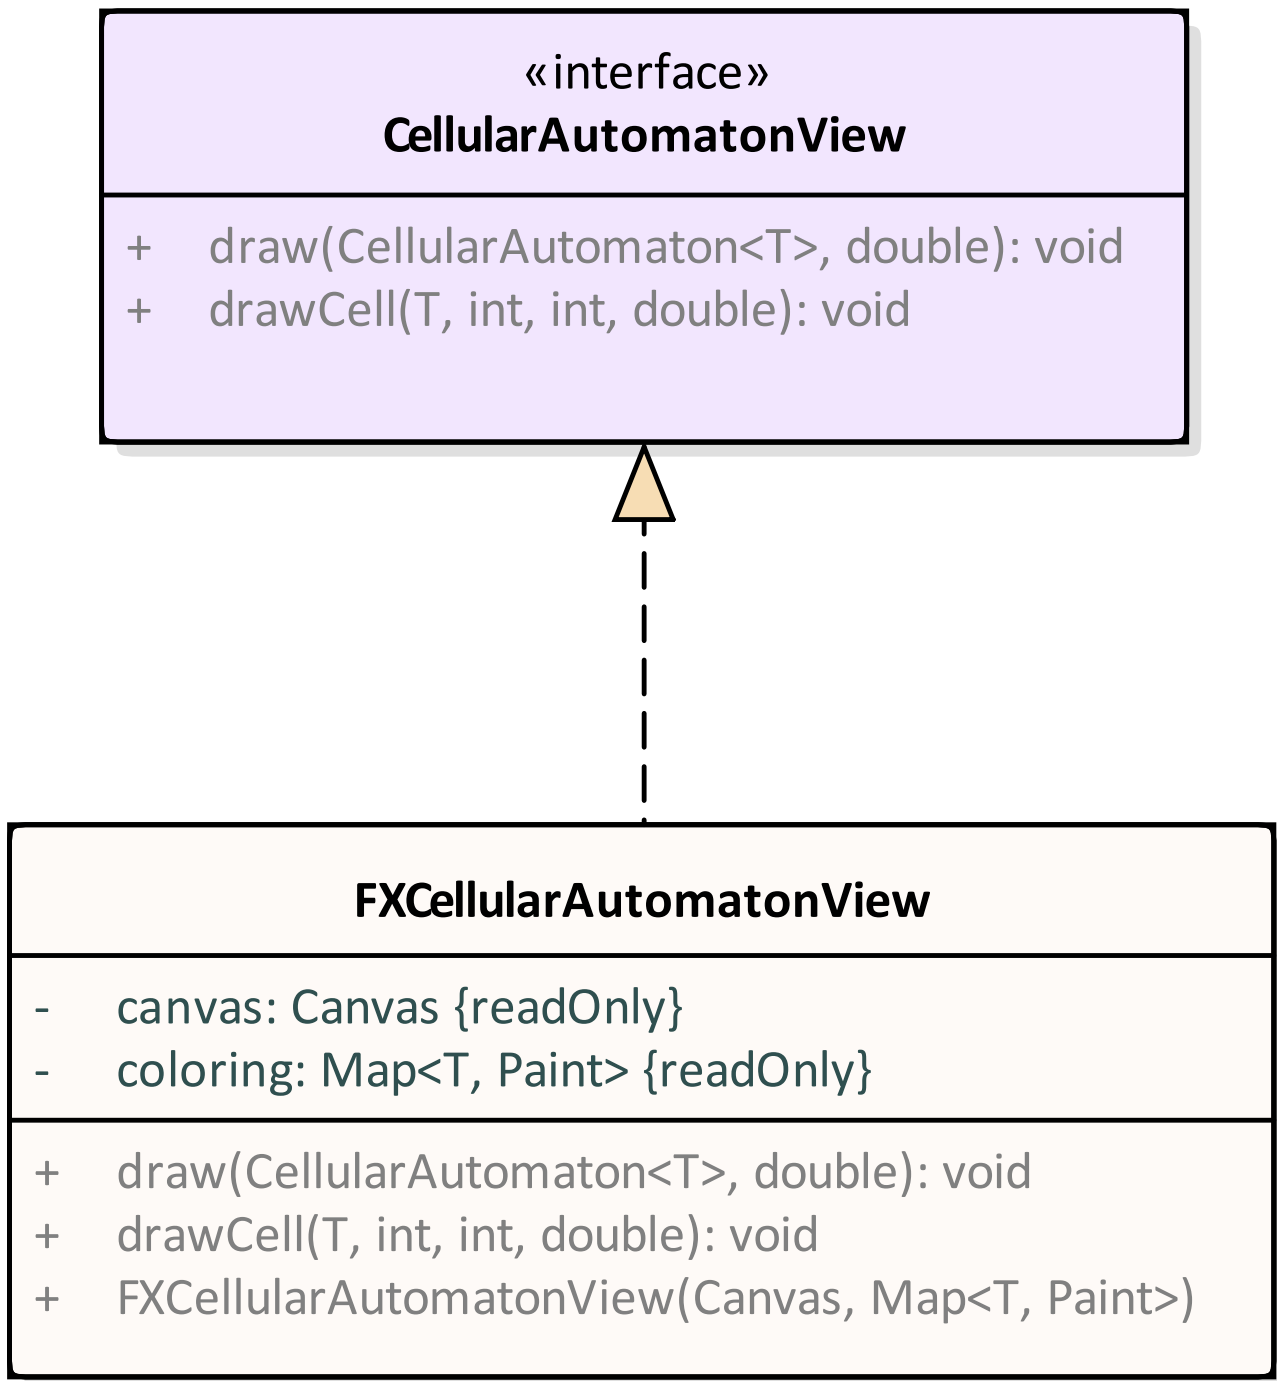 «interface»
CellularAutomatonView
+ draw(CellularAutomaton<T>, double): void
+ drawCell(T, int, int, double): void
FXCellularAutomatonView
- canvas: Canvas {readOnly}
- coloring: Map<T, Paint> {readOnly}
+ draw(CellularAutomaton<T>, double): void
+ drawCell(T, int, int, double): void
+ FXCellularAutomatonView(Canvas, Map<T, Paint>)